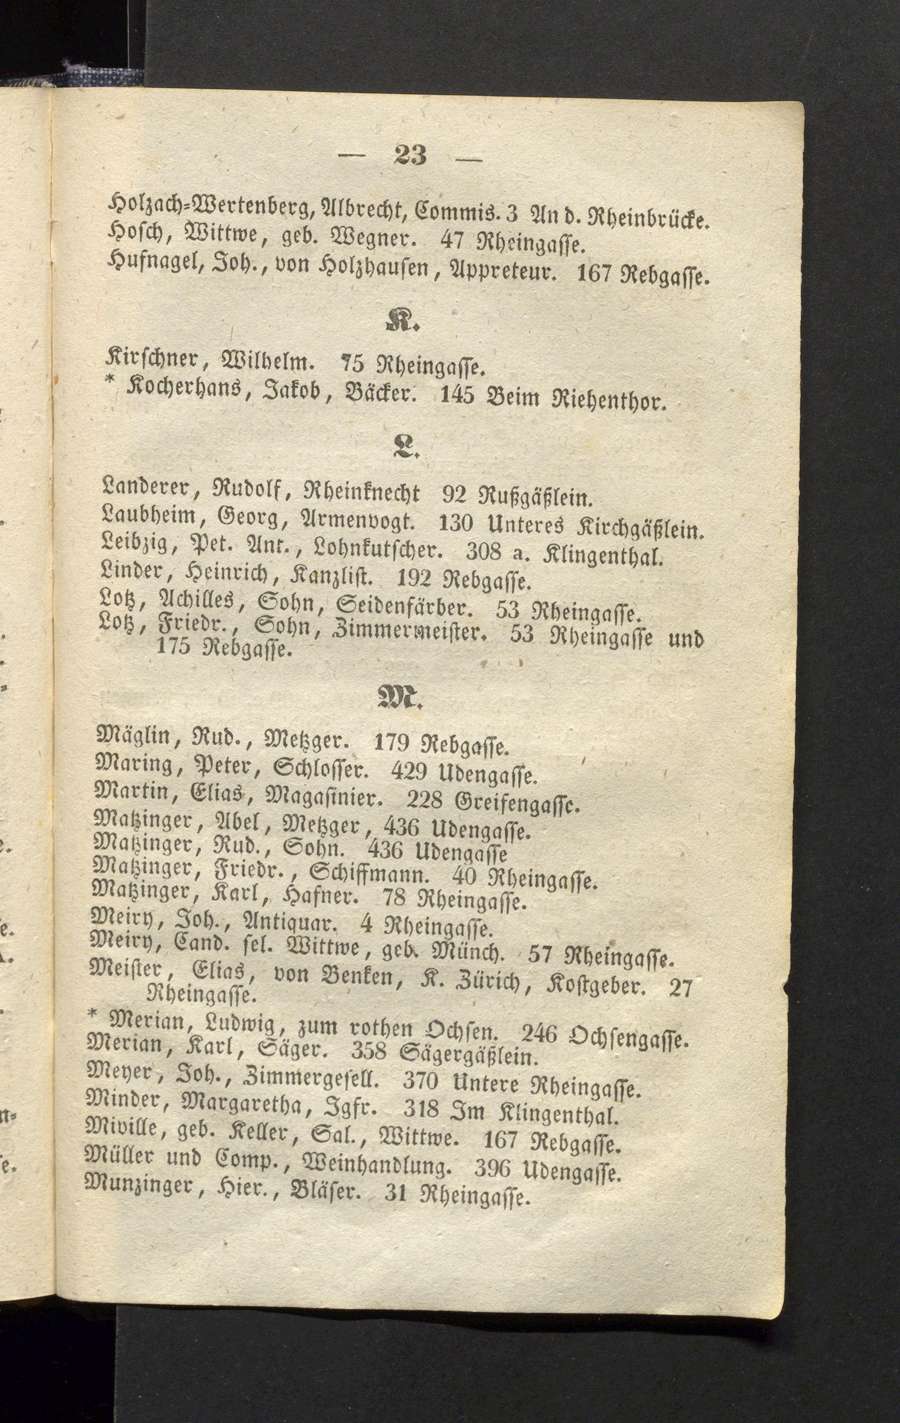 — 23 —
Holzach-Wertenberg, Albrecht, Commis. 3 An d. Rheinbrücke.
Hosch, Wittwe, geb. Wegner. 47 Rheingasse.
Hufnagel, Joh., von Holzhausen, Appreteur. 167 Rebgasse.
K.
Kirschner, Wilhelm. 75 Rheingasse.
* Kocherhans, Jakob, Bäcker. 145 Beim Riehenthor.
L.
Landerer, Rudolf, Rheinknecht 92 Rußgäßlein.
Laubheim, Georg, Armenvogt. 130 Unteres Kirchgäßlein.
Leibzig, Pet. Ant., Lohnkutscher. 308 a. Klingenthal.
Linder, Heinrich, Kanzlist. 192 Rebgasse.
Lotz, Achilles, Sohn, Seidenfärber. 53 Rheingasse.
Lotz, Friedr., Sohn, Zimmermeister. 53 Rheingasse und
175 Rebgasse.
M.
Mäglin, Rud., Metzger. 179 Rebgasse.
Maring, Peter, Schlosser. 429 Udengasse.
Martin, Elias, Magasinier. 228 Greifengasse.
Matzinger, Abel, Metzger, 436 Udengasse.
Matzinger, Rud., Sohn. 436 Udengasse
Matzinger, Friedr., Schiffmann. 40 Rheingasse.
Matzinger, Karl, Hafner. 78 Rheingasse.
Meiry, Joh., Antiquar. 4 Rheingasse.
Meiry, Cand. sel. Wittwe, geb. Münch. 57 Rheingasse.
Meister, Elias, von Benken, K. Zürich, Kostgeber. 27
Rheingasse.
* Merian, Ludwig, zum rothen Ochsen. 246 Ochsengasse.
Merian, Karl, Säger. 358 Sägergäßlein.
Meyer, Joh., Zimmergesell. 370 Untere Rheingasse.
Minder, Margaretha, Igfr. 318 Im Klingenthal.
Miville, geb. Keller, Sal., Wittwe. 167 Rebgasse.
Müller und Comp., Weinhandlung. 396 Udengasse.
Munzinger, Hier., Bläser. 31 Rheingasse.